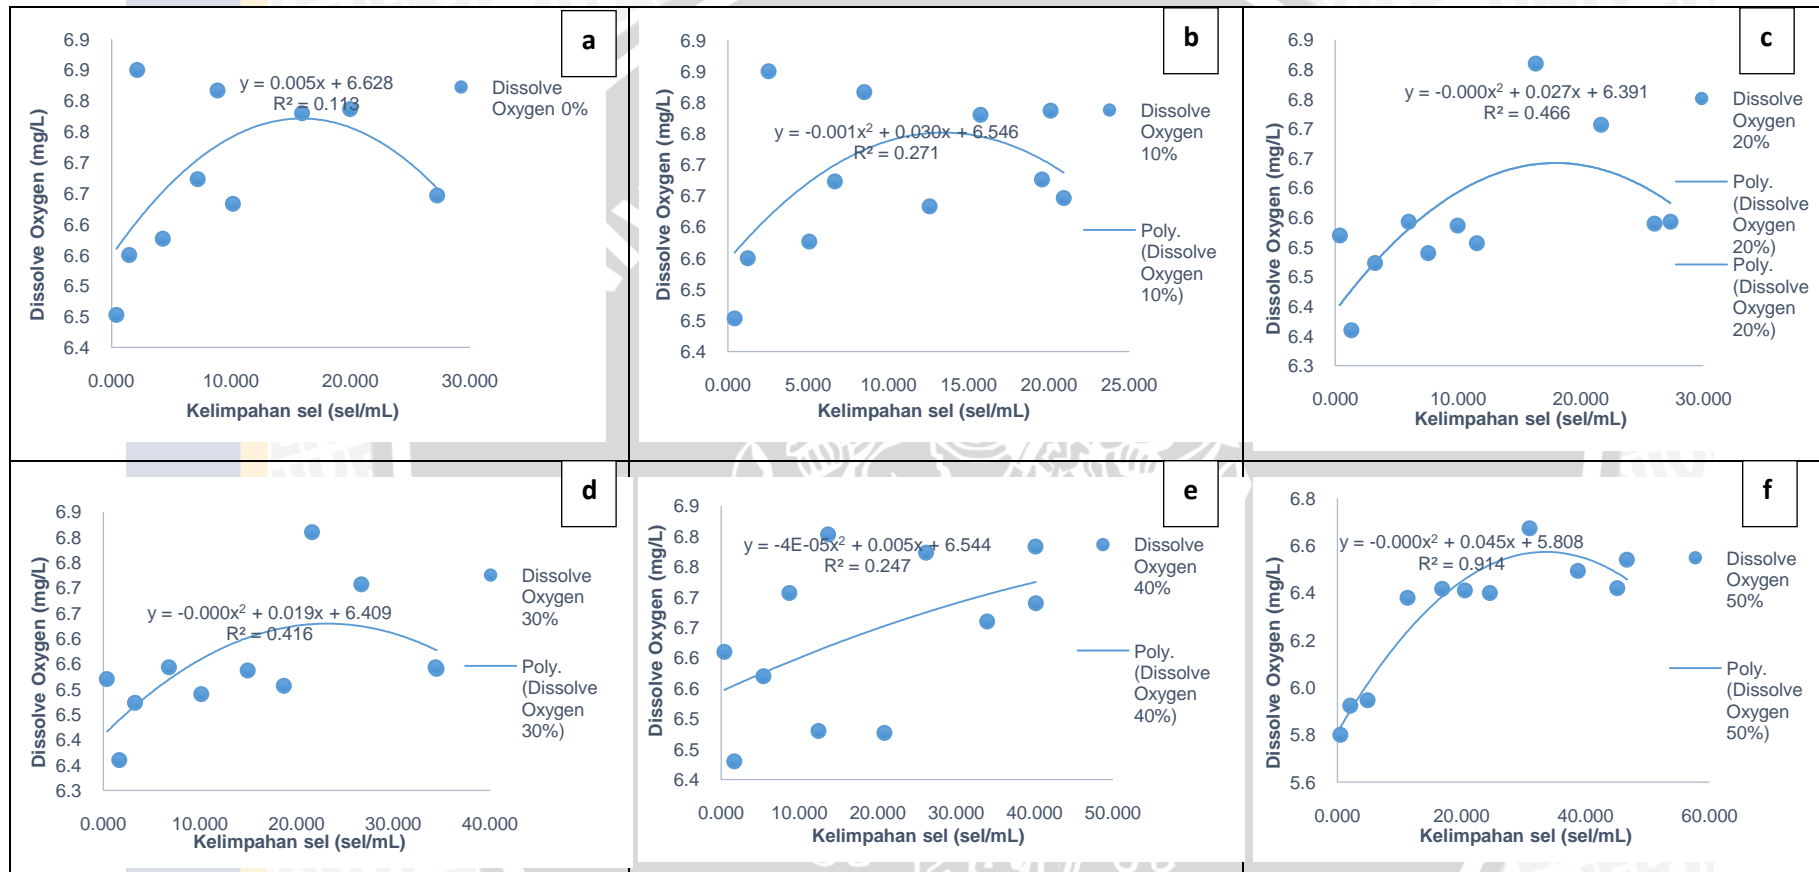 a
6.9
6.9
6.8
6.8
6.7
6.7
6.6
6.6
6.5
6.5
6.4
Dissolve Oxygen (mg/L)
y = 0.005x + 6.628
R² = 0.113
Dissolve
Oxygen 0%
0.000 10.000 20.000 30.000
Kelimpahan sel (sel/mL)
b
6.9
6.9
6.8
6.8
6.7
6.7
6.6
6.6
6.5
6.5
6.4
Dissolve Oxygen (mg/L)
y = -0.001x² + 0.030x + 6.546
R² = 0.271
Dissolve
Oxygen
10%
Poly.
(Dissolve
Oxygen
10%)
0.000 5.000 10.000 15.000 20.000 25.000
Kelimpahan sel (sel/mL)
c
6.9
6.8
6.8
6.7
6.7
6.6
6.6
6.5
6.5
6.4
6.4
6.3
Dissolve Oxygen (mg/L)
y = -0.000x² + 0.027x + 6.391
R² = 0.466
Dissolve
Oxygen
20%
Poly.
(Dissolve
Oxygen
20%)
Poly.
(Dissolve
Oxygen
20%)
0.000 10.000 20.000 30.000
Kelimpahan sel (sel/mL)
d
6.9
6.8
6.8
6.7
6.7
6.6
6.6
6.5
6.5
6.4
6.4
6.3
Dissolve Oxygen (mg/L)
y = -0.000x² + 0.019x + 6.409
R² = 0.416
Dissolve
Oxygen
30%
Poly.
(Dissolve
Oxygen
30%)
0.000 10.000 20.000 30.000 40.000
Kelimpahan sel (sel/mL)
e
6.9
6.8
6.8
6.7
6.7
6.6
6.6
6.5
6.5
6.4
Dissolve Oxygen (mg/L)
y = -4E-05x² + 0.005x + 6.544
R² = 0.247
Dissolve
Oxygen
40%
Poly.
(Dissolve
Oxygen
40%)
0.000 10.000 20.000 30.000 40.000 50.000
Kelimpahan sel (sel/mL)
f
6.8
6.6
6.4
6.2
6.0
5.8
5.6
Dissolve Oxygen (mg/L)
y = -0.000x² + 0.045x + 5.808
R² = 0.914
Dissolve
Oxygen
50%
Poly.
(Dissolve
Oxygen
50%)
0.000 20.000 40.000 60.000
Kelimpahan sel (sel/mL)